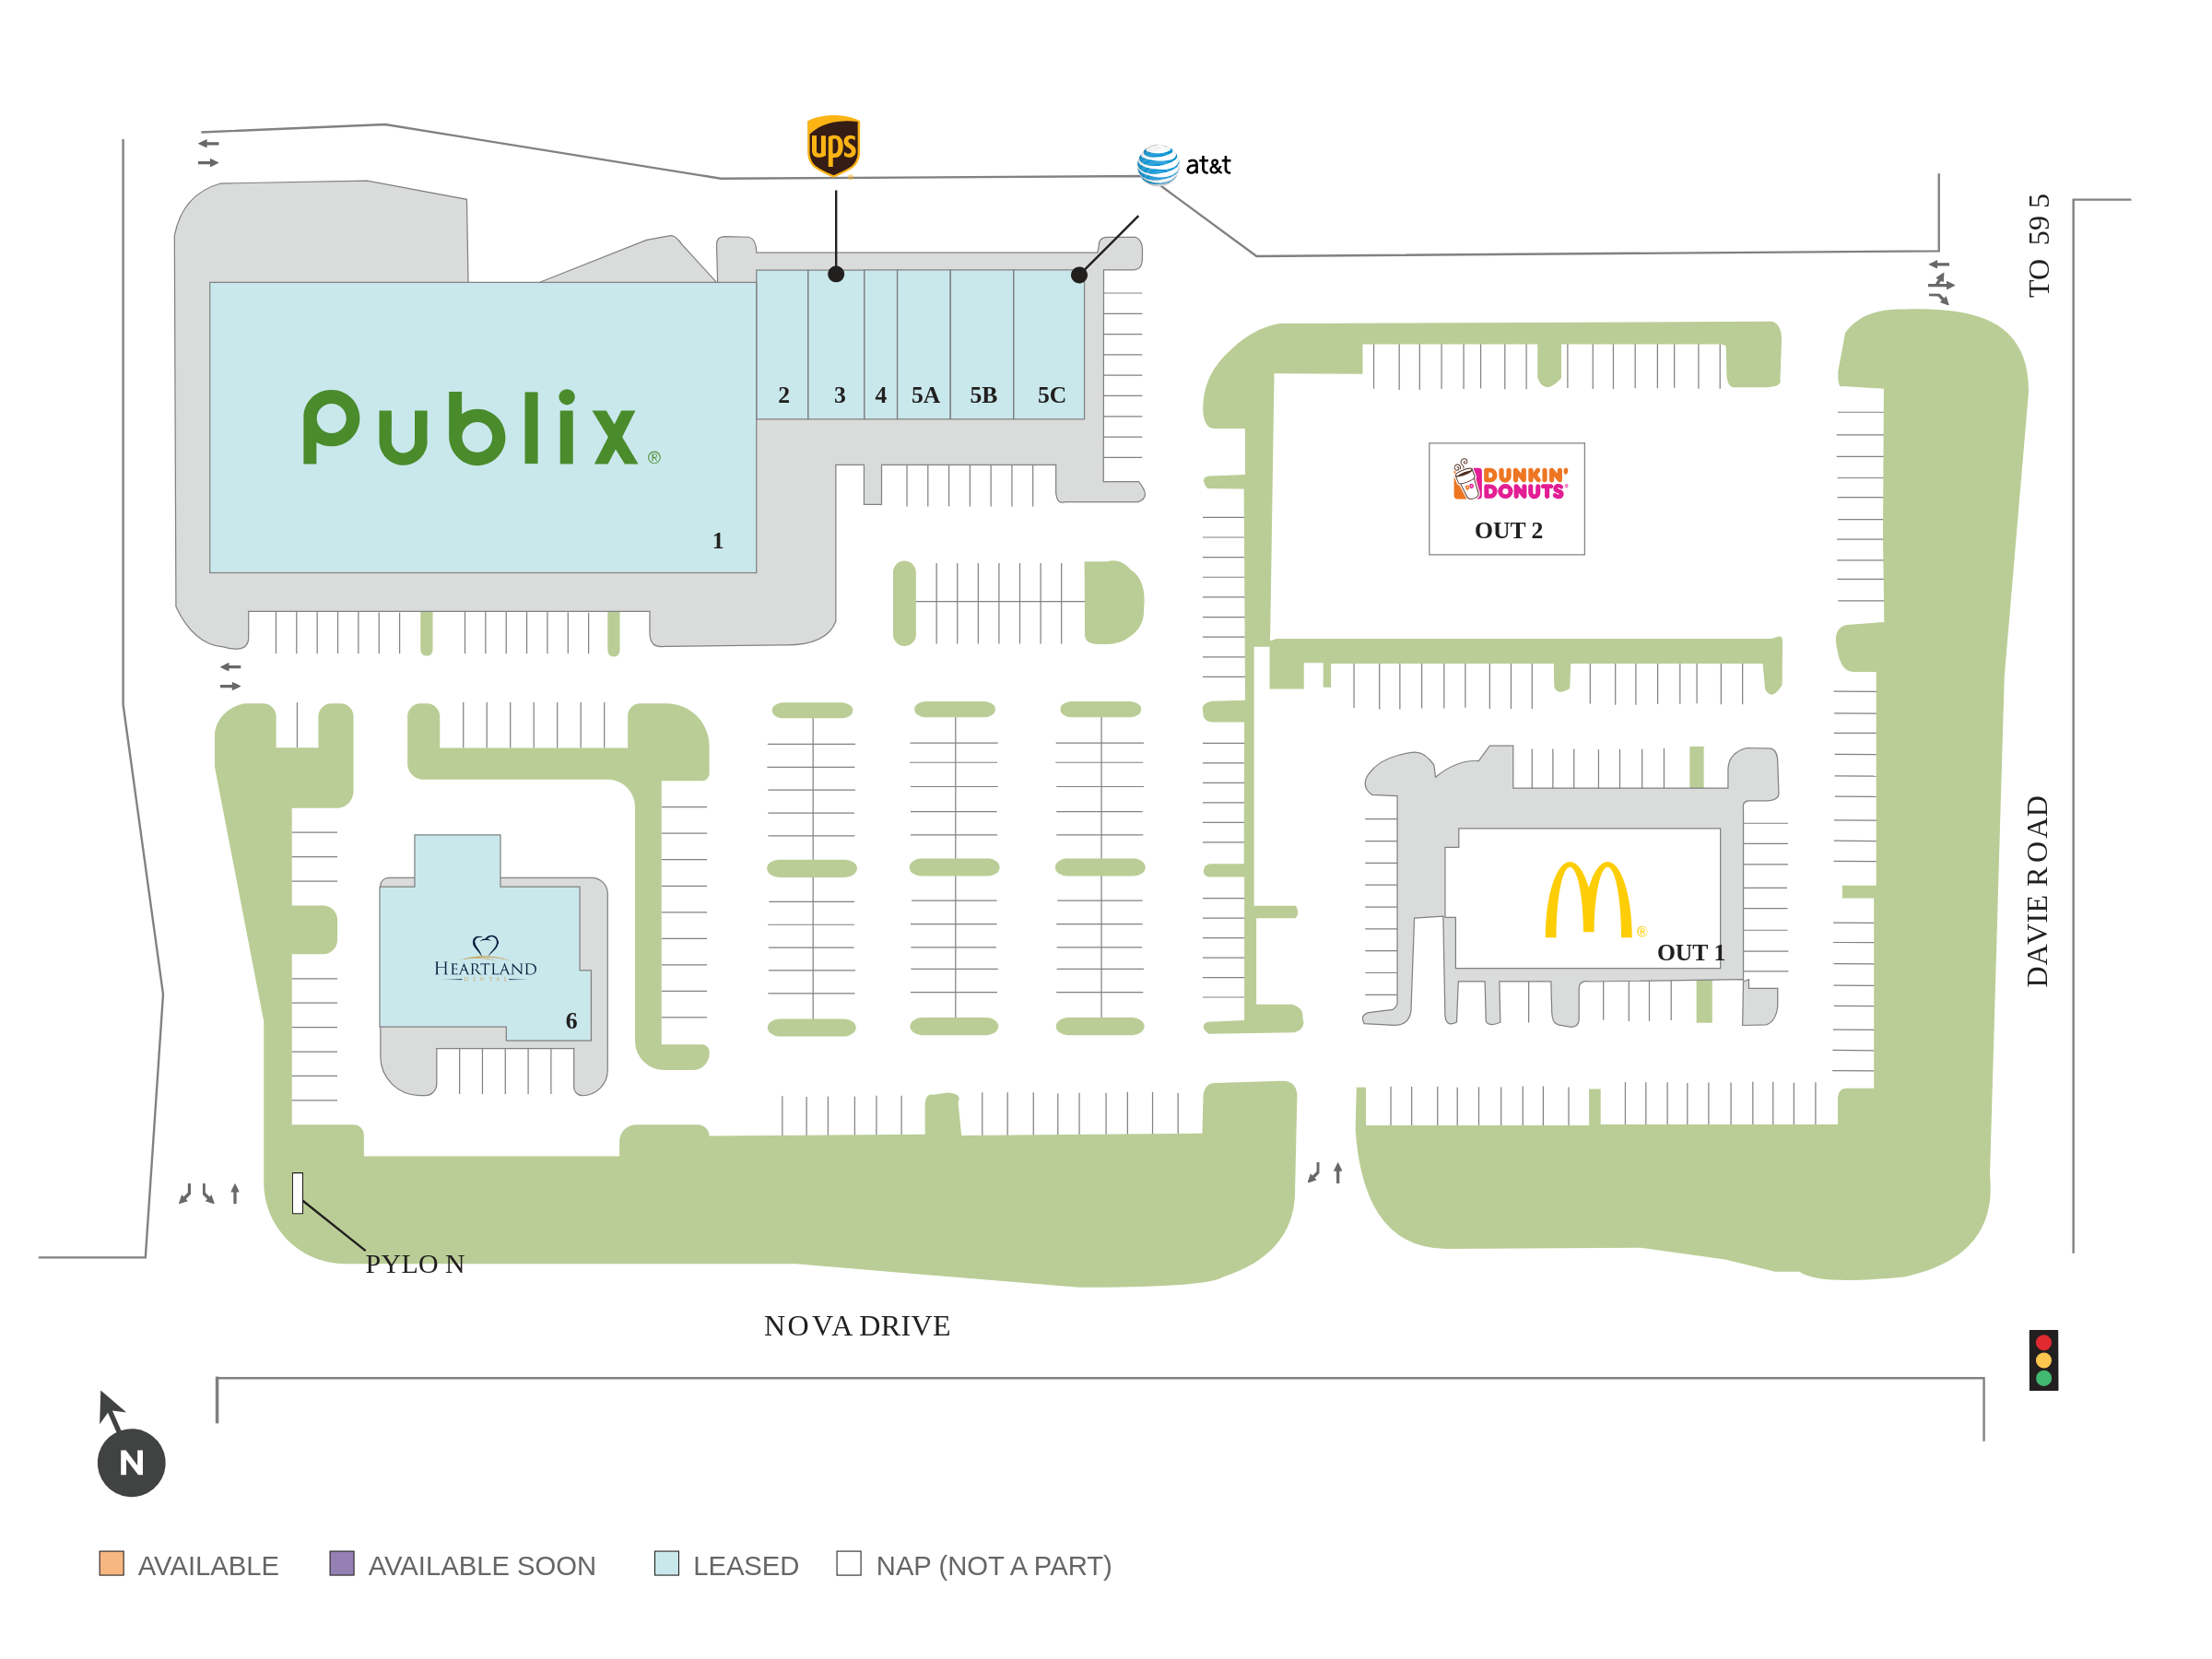 ups
at&t
TO 595
2
3
4
5A
5B
5C
Publix®
1
DUNKIN'
DONUTS®
OUT 2
DAVIE ROAD
HEARTLAND
DENTAL
6
®
OUT 1
PYLON
NOVA DRIVE
N
AVAILABLE
AVAILABLE SOON
LEASED
NAP (NOT A PART)